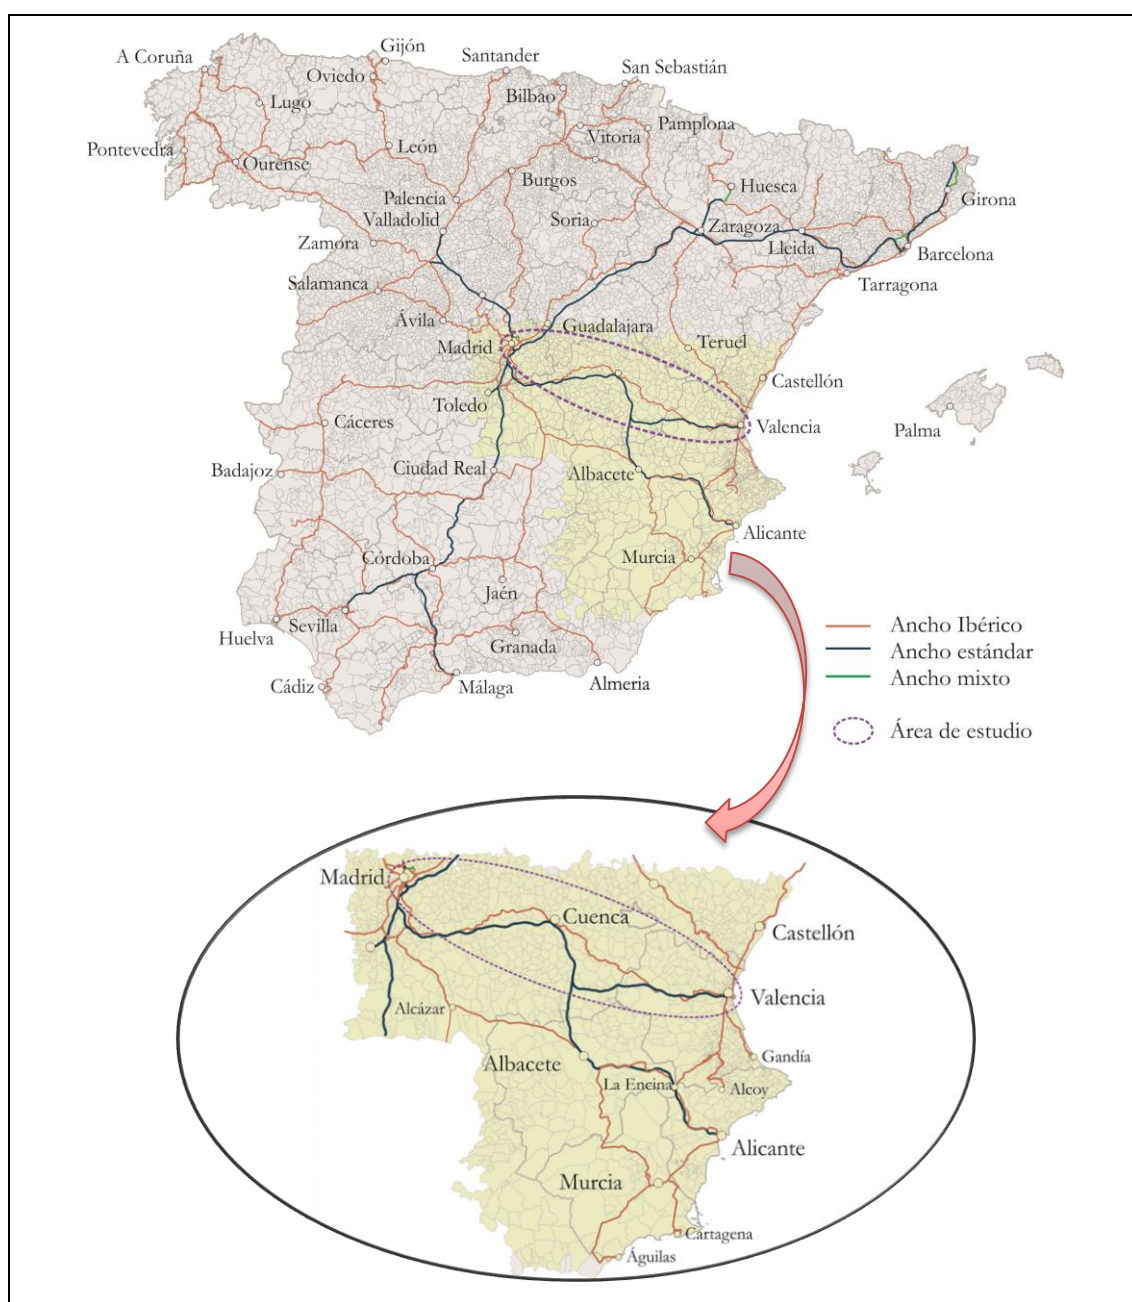 Gijón
A Coruña
Santander
San Sebastián
Oviedo
Bilbao
Lugo
Vitoria
Pamplona
Pontevedra
León
Ourense
Burgos
Huesca
Palencia
Girona
Valladolid
Soria
Zaragoza
Zamora
Lleida
Barcelona
Salamanca
Tarragona
Ávila
Guadalajara
Madrid
Teruel
Castellón
Toledo
Cáceres
Valencia
Palma
Badajoz
Ciudad Real
Albacete
Alicante
Córdoba
Murcia
Jaén
Huelva
Sevilla
Granada
Cádiz
Málaga
Almeria
Ancho Ibérico
Ancho estándar
Ancho mixto
Área de estudio
Madrid
Cuenca
Castellón
Valencia
Alcázar
Gandía
Albacete
La Encina
Alcoy
Alicante
Murcia
Cartagena
Águilas